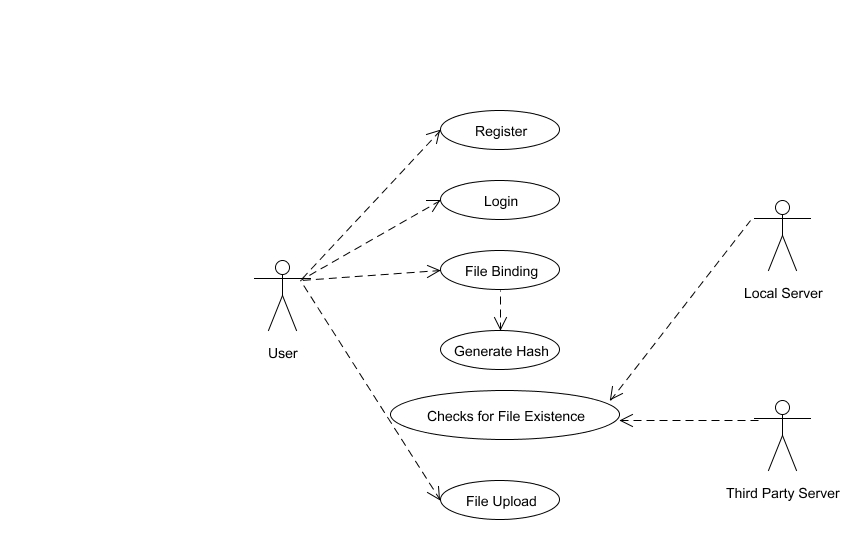 Register
Login
File Binding
Generate Hash
Checks for File Existence
File Upload
User
Local Server
Third Party Server